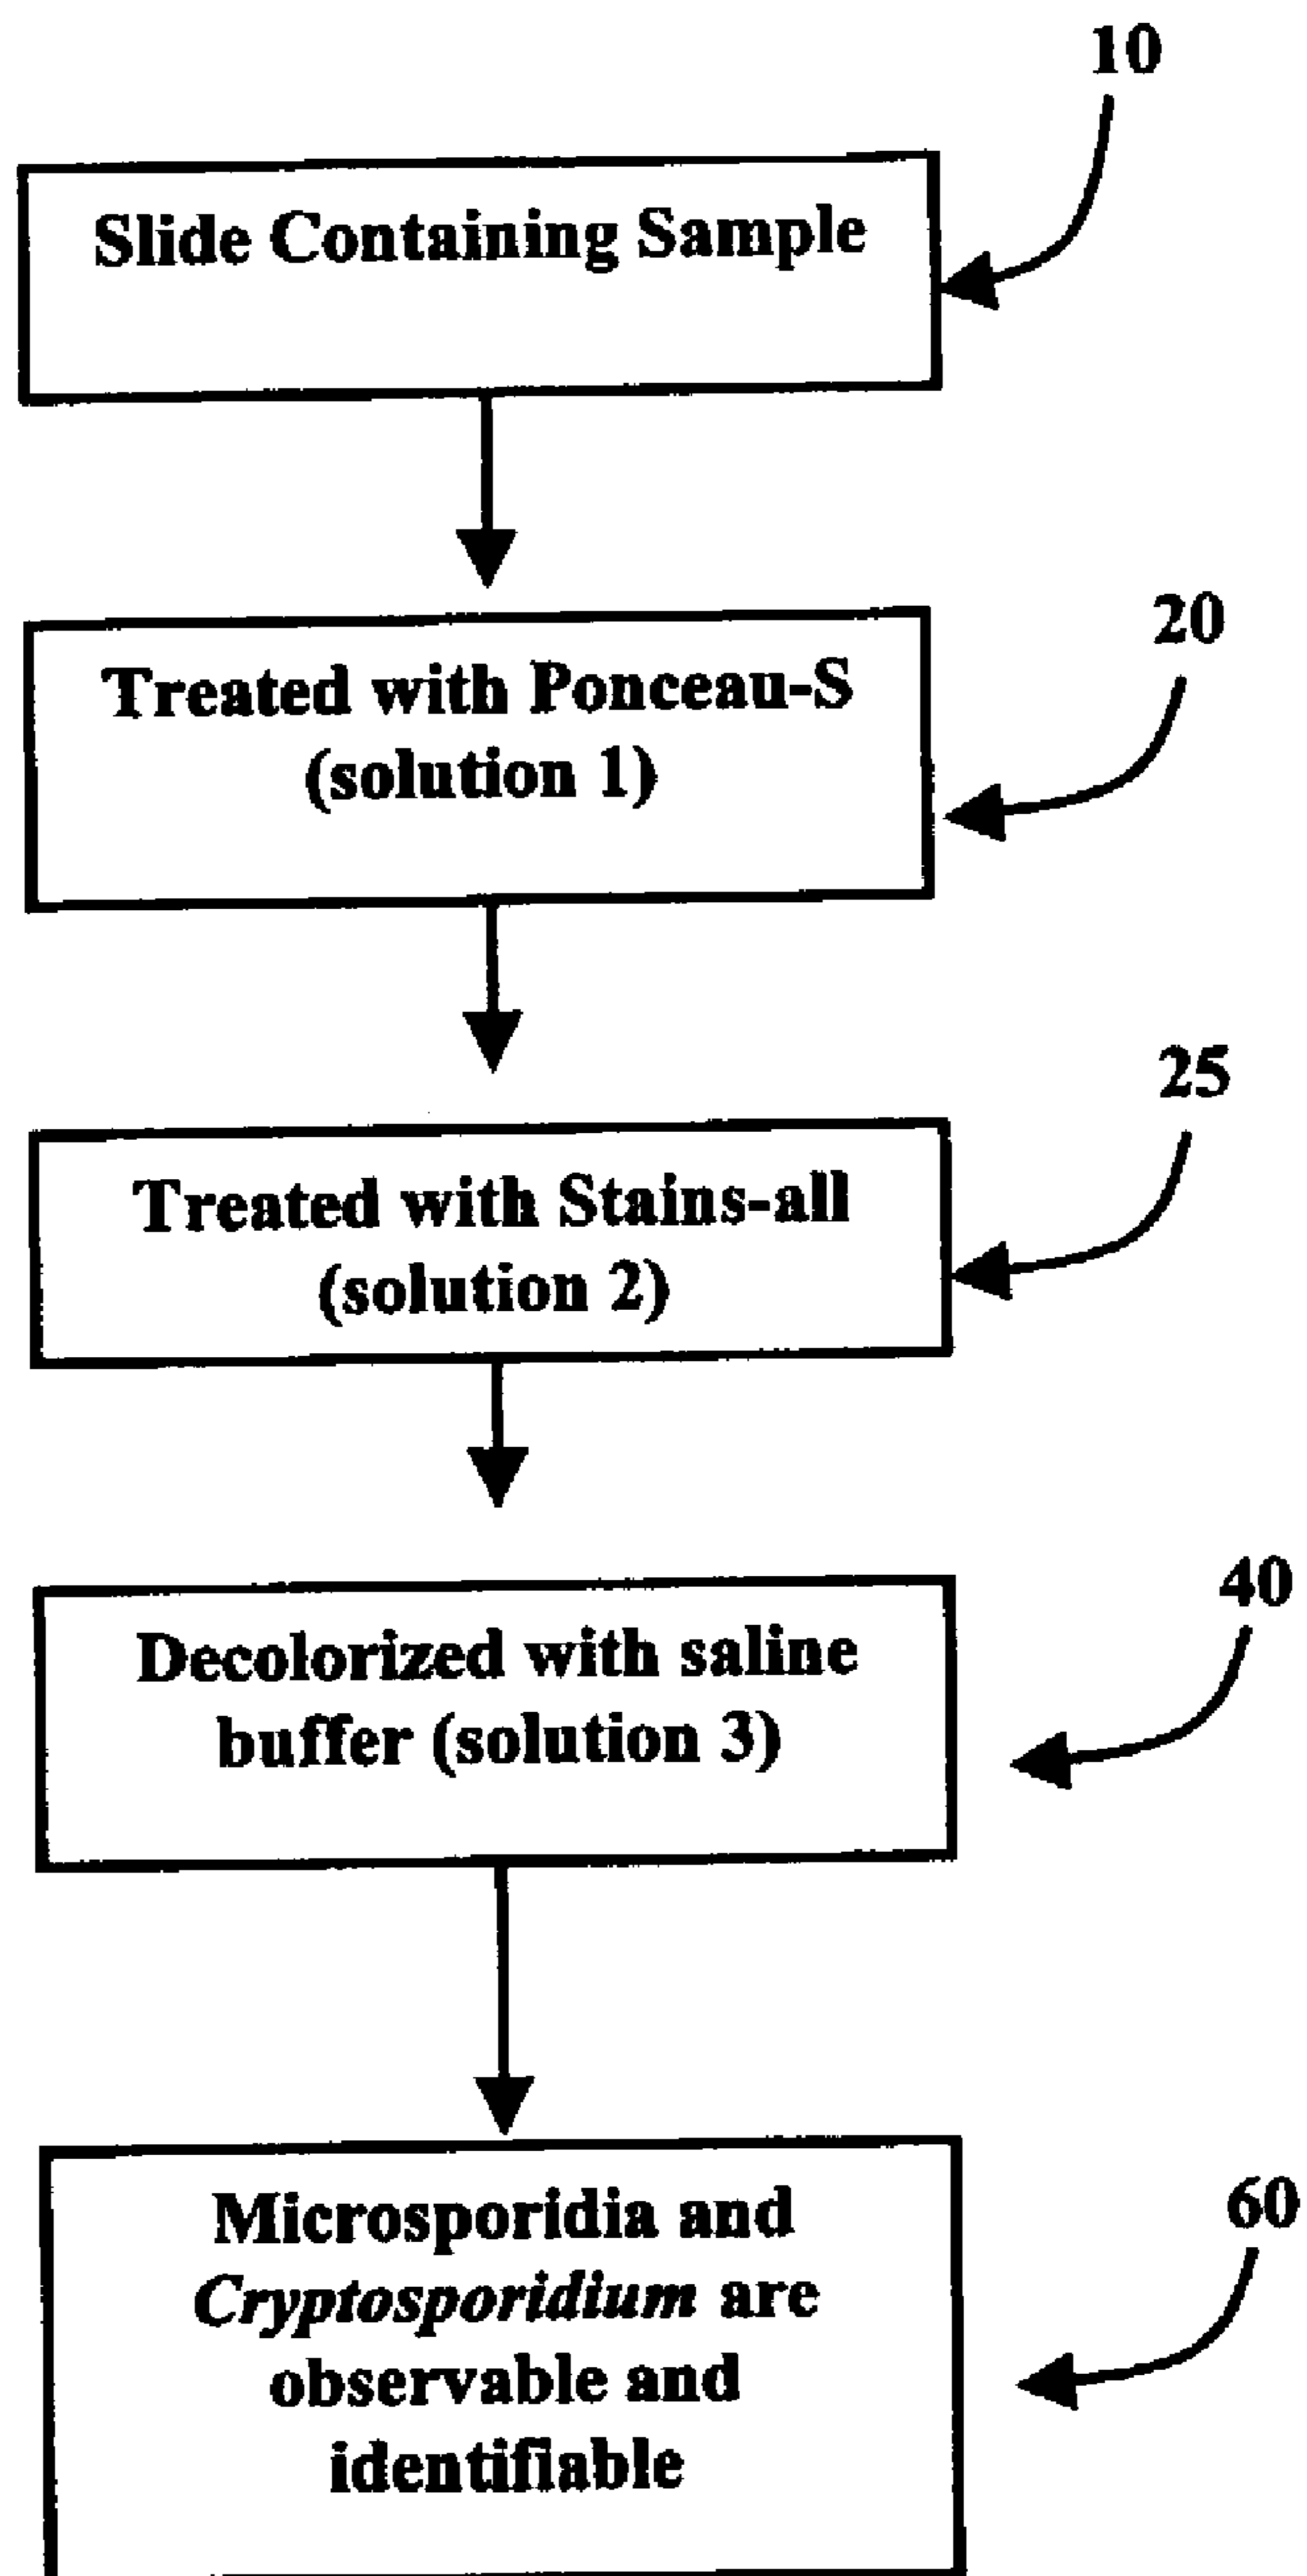 10
Slide Containing Sample
20
Treated with Ponceau-S
(solution 1)
25
Treated with Stains-all
(solution 2)
40
Decolorized with saline
buffer (solution 3)
60
Microsporidia and
Cryptosporidium are
observable and
identifiable